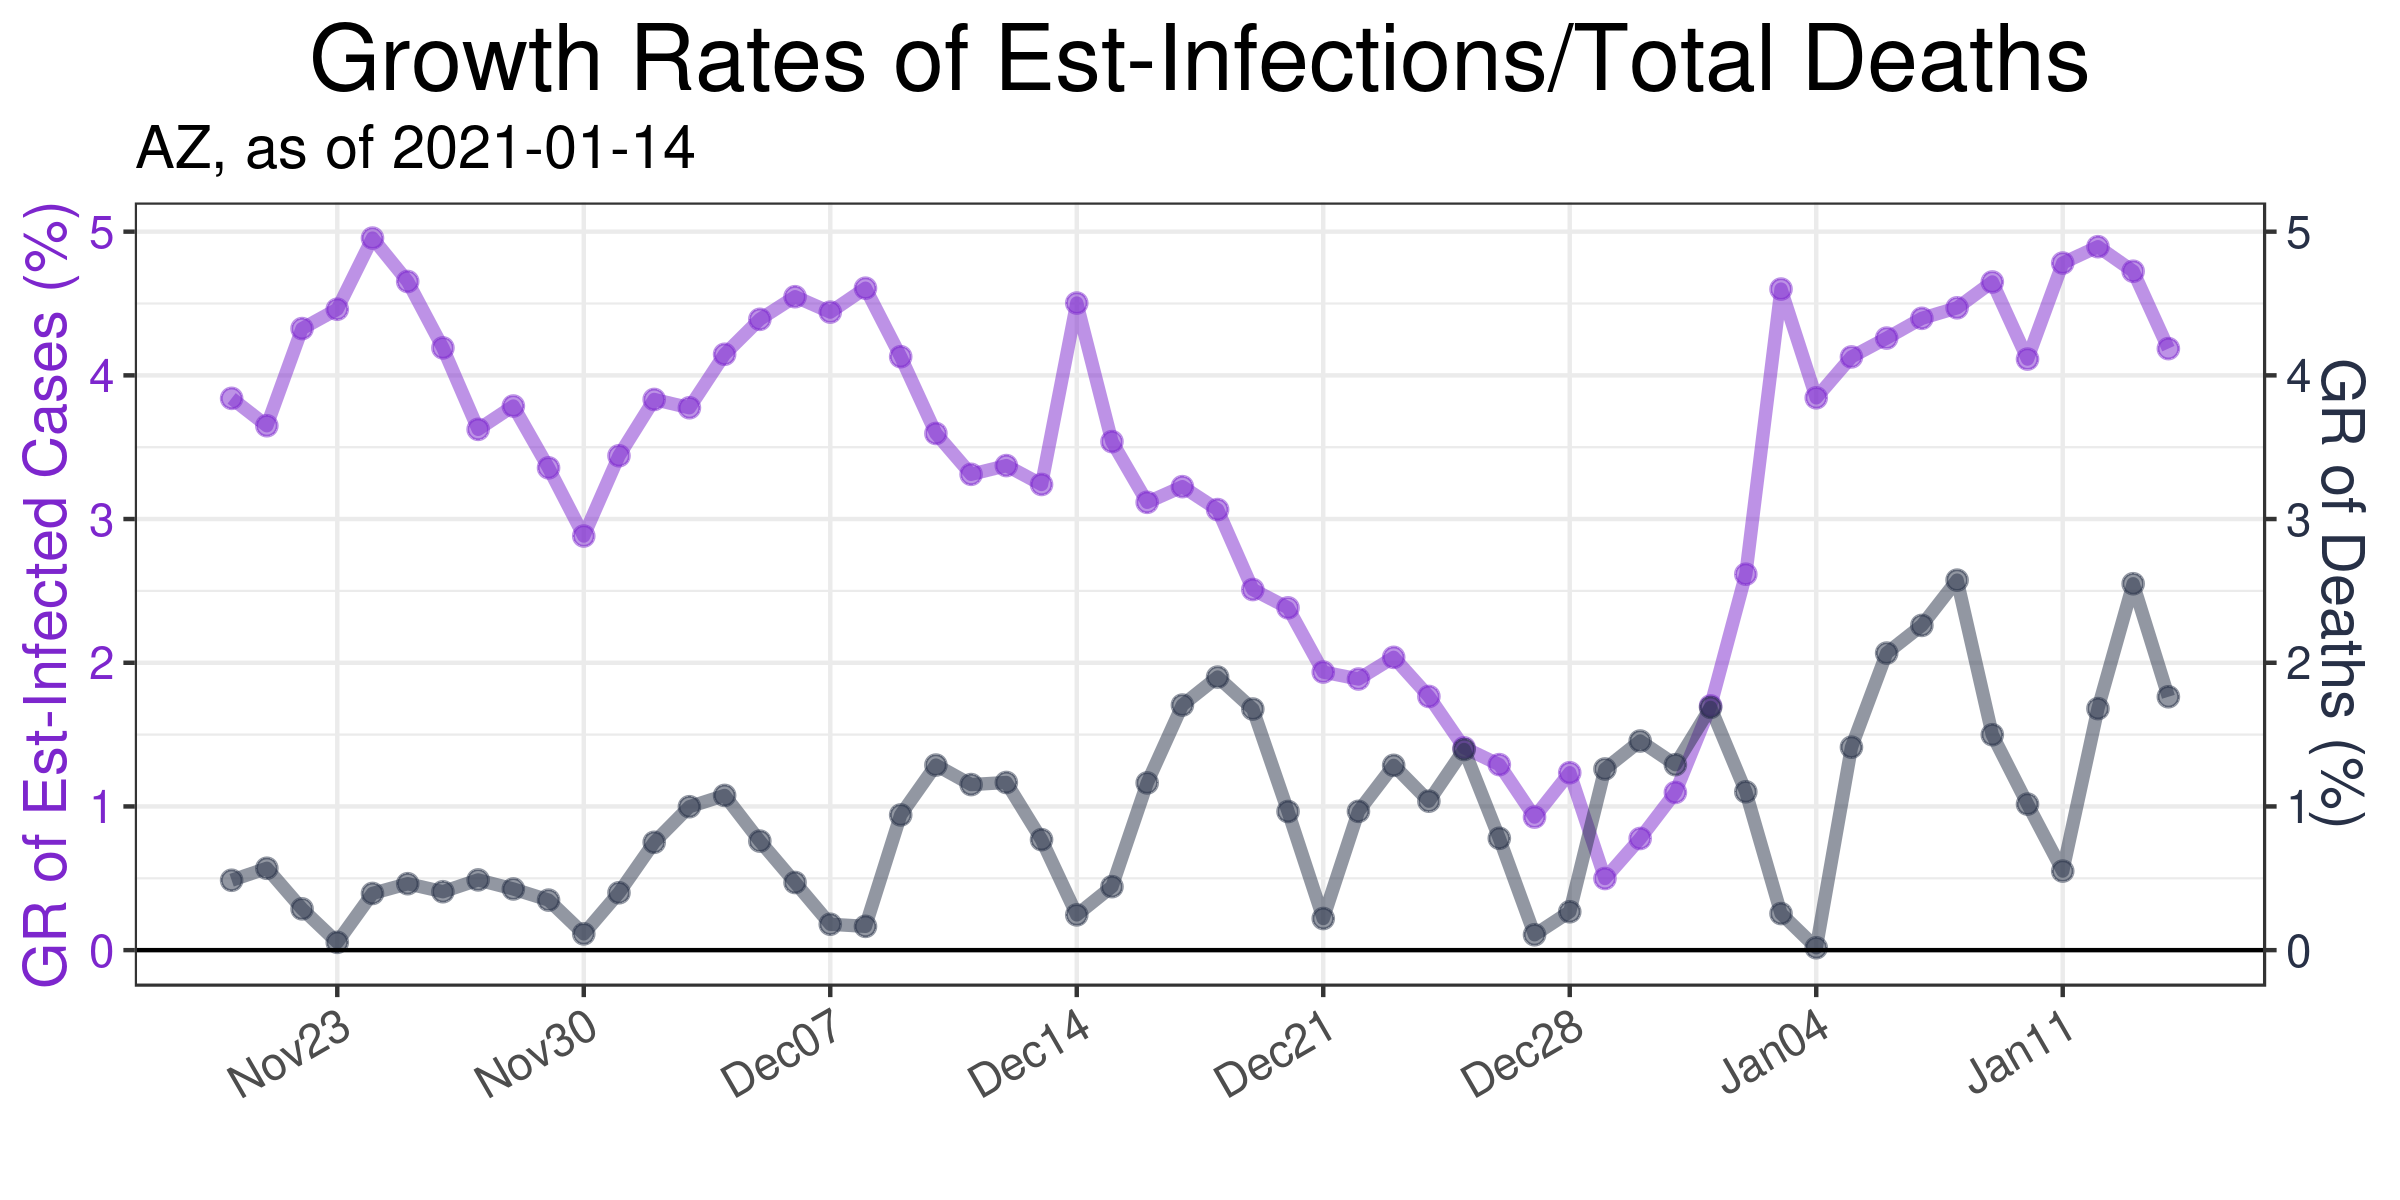 Growth Rates of Est-Infections/Total Deaths
AZ, as of 2021-01-14
GR of Est-Infected Cases (%)
5
4
3
2
1
0
5
4
3
2
1
0
GR of Deaths (%)
Nov23
Nov30
Dec07
Dec14
Dec21
Dec28
Jan04
Jan11